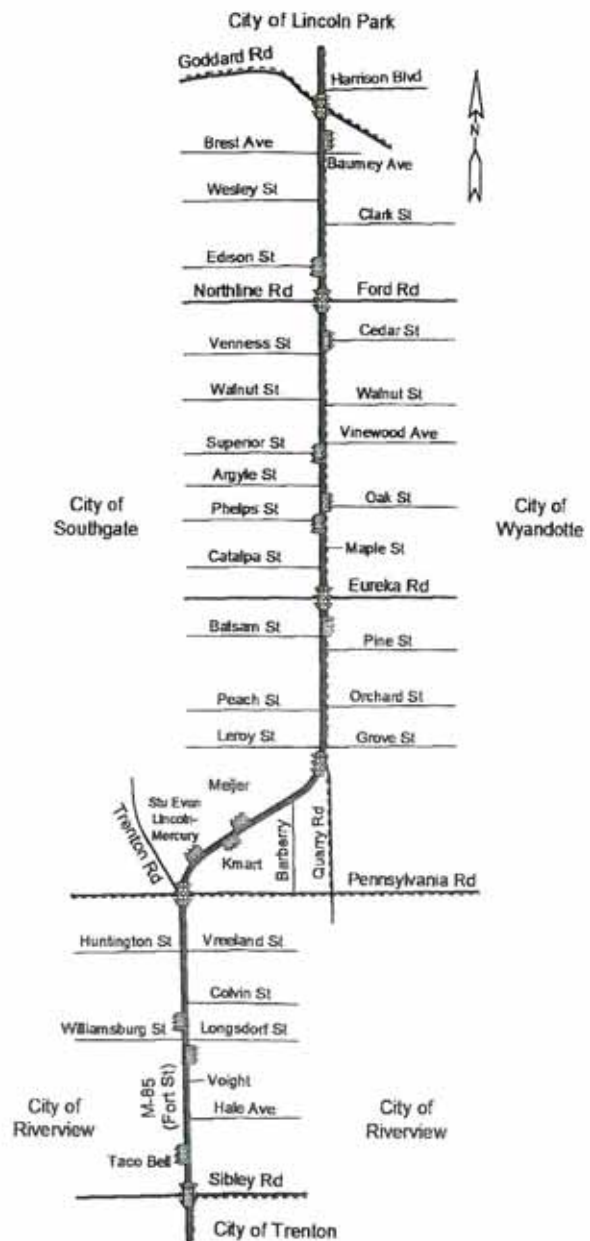 City of Lincoln Park
Goddard Rd
Harrison Blvd
N
Brest Ave
Baumey Ave
Wesley St
Clark St
Edison St
Northline Rd
Ford Rd
Cedar St
Venness St
Walnut St
Walnut St
Vinewood Ave
Superior St
Argyle St
City of
Southgate
Oak St
City of
Wyandotte
Phelps St
Maple St
Catalpa St
Eureka Rd
Balsam St
Pine St
Peach St
Orchard St
Leroy St
Grove St
Meijer
Stu Evan
Lincoln-
Mercury
Trenton Rd
Kmart
Barberry
Quarry Rd
Pennsylvania Rd
Huntington St
Vreeland St
Colvin St
Williamsburg St
Longsdorf St
M-85
(Fort St)
Voight
City of
Riverview
Hale Ave
City of
Riverview
Taco Bell
Sibley Rd
City of Trenton